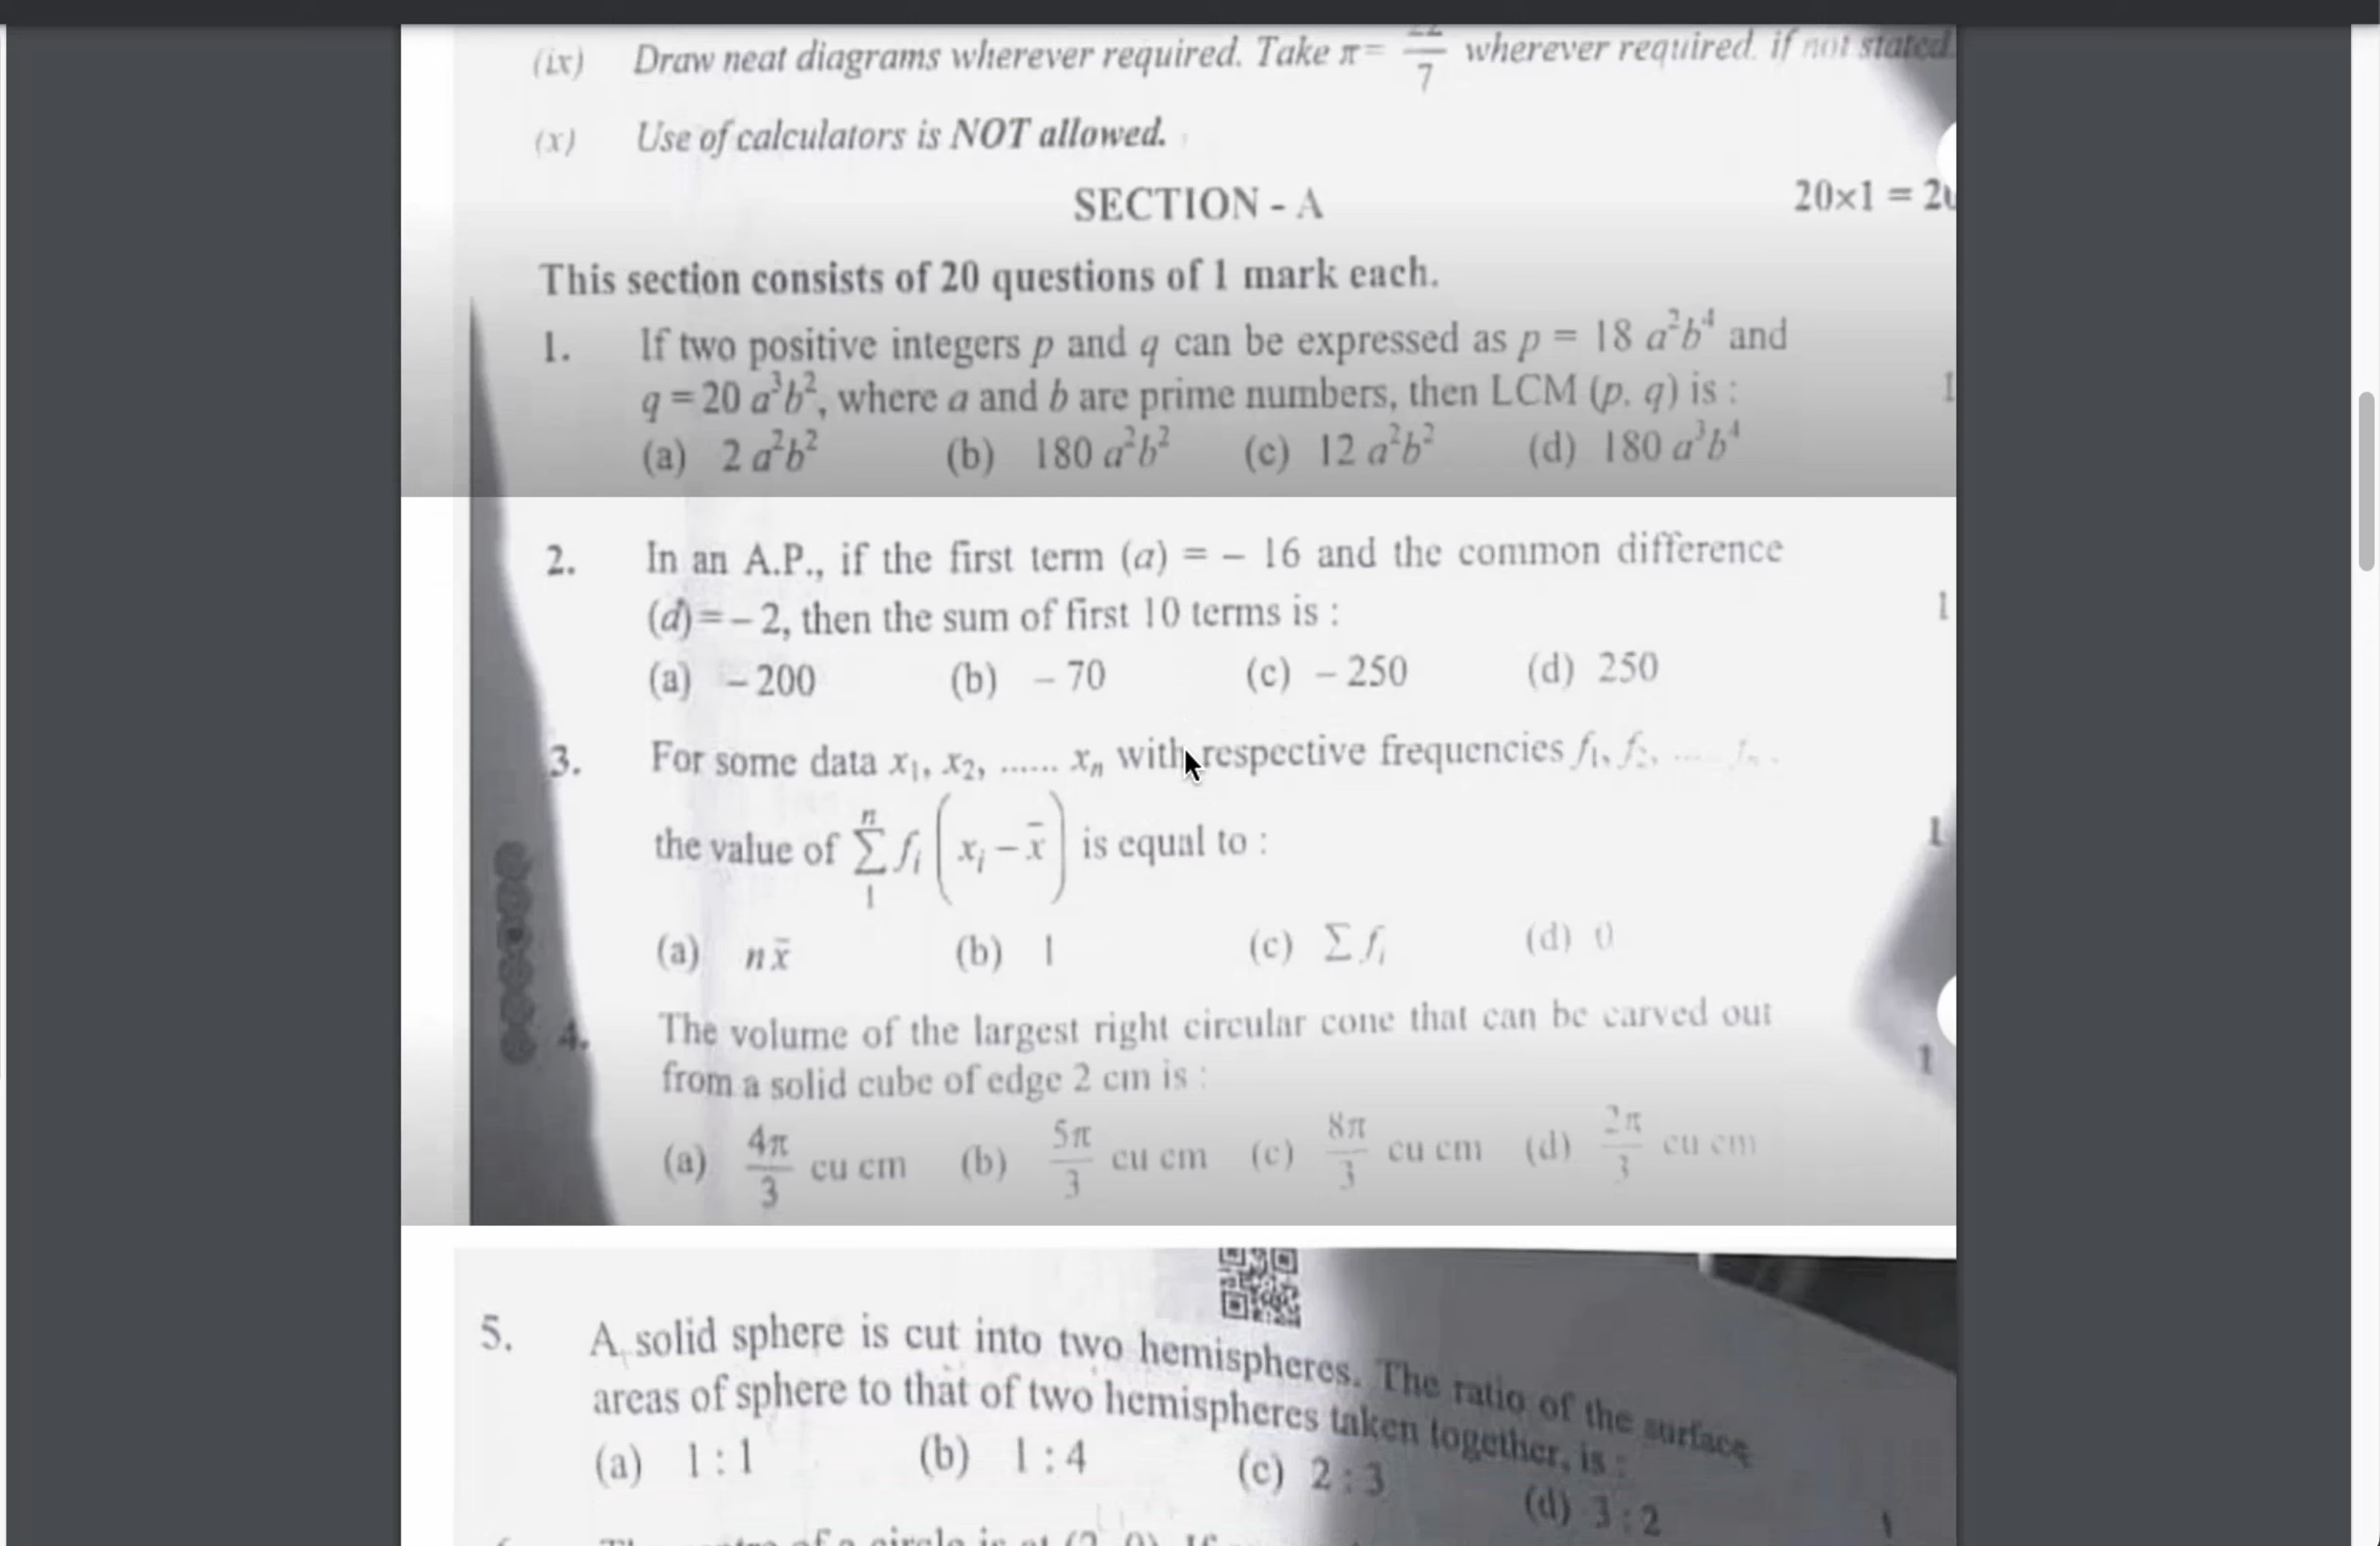 (ix) Draw neat diagrams wherever required. Take π = 22/7 wherever required, if not stated.
(x) Use of calculators is NOT allowed.
SECTION - A
20×1 = 20
This section consists of 20 questions of 1 mark each.
1. If two positive integers p and q can be expressed as p = 18 a²b⁴ and
q = 20 a³b², where a and b are prime numbers, then LCM (p, q) is : 1
(a) 2 a²b² (b) 180 a²b² (c) 12 a²b² (d) 180 a³b⁴
2. In an A.P., if the first term (a) = – 16 and the common difference
(d) = – 2, then the sum of first 10 terms is : 1
(a) – 200 (b) – 70 (c) – 250 (d) 250
3. For some data x₁, x₂, ...... xₙ with respective frequencies f₁, f₂, .... fₙ,
the value of ∑₁ⁿ fᵢ (xᵢ – x̄) is equal to : 1
(a) n x̄ (b) 1 (c) ∑ fᵢ (d) 0
4. The volume of the largest right circular cone that can be carved out
from a solid cube of edge 2 cm is : 1
(a) 4π/3 cu cm (b) 5π/3 cu cm (c) 8π/3 cu cm (d) 2π/3 cu cm
5. A solid sphere is cut into two hemispheres. The ratio of the surface
areas of sphere to that of two hemispheres taken together, is :
(a) 1 : 1 (b) 1 : 4 (c) 2 : 3 (d) 3 : 2 1